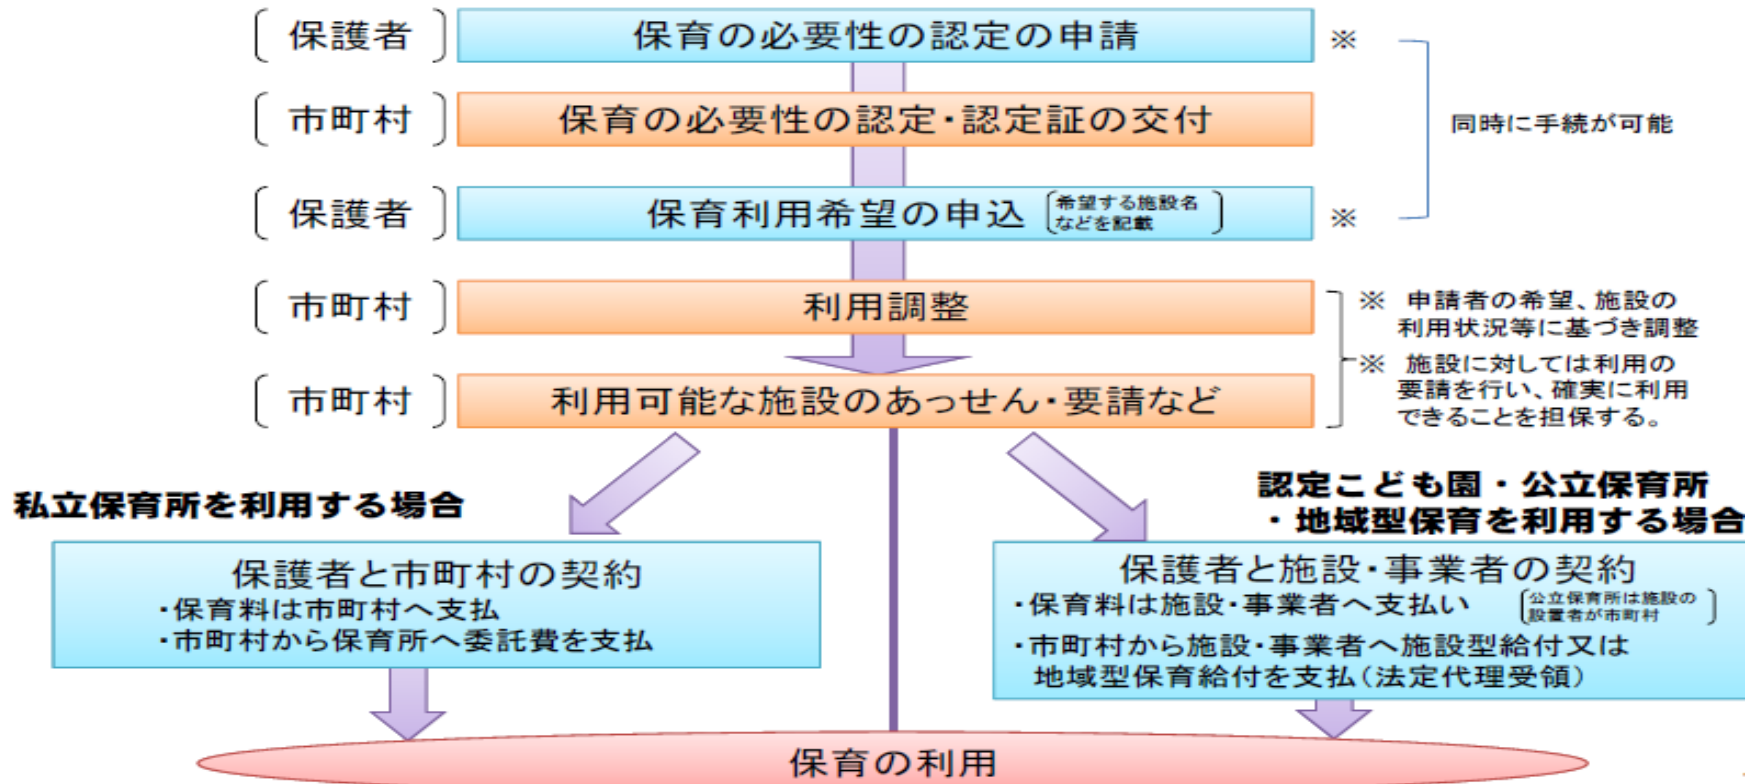 〔 保護者 〕 保育の必要性の認定の申請 ※
〔 市町村 〕 保育の必要性の認定・認定証の交付
同時に手続が可能
〔 保護者 〕 保育利用希望の申込 〔希望する施設名
などを記載〕 ※
〔 市町村 〕 利用調整
※ 申請者の希望、施設の
利用状況等に基づき調整
※ 施設に対しては利用の
要請を行い、確実に利用
できることを担保する。
〔 市町村 〕 利用可能な施設のあっせん・要請など
私立保育所を利用する場合
保護者と市町村の契約
・保育料は市町村へ支払
・市町村から保育所へ委託費を支払
認定こども園・公立保育所
・地域型保育を利用する場合
保護者と施設・事業者の契約
・保育料は施設・事業者へ支払い 〔公立保育所は施設の
設置者が市町村〕
・市町村から施設・事業者へ施設型給付又は
地域型保育給付を支払(法定代理受領)
保育の利用